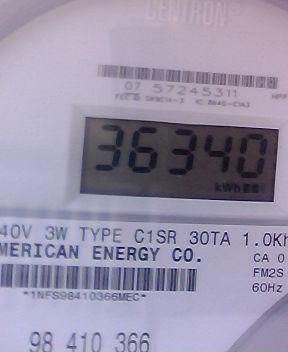 CENTRON
07 57245311
36340
kWh
40V 3W TYPE C1SR 30TA 1.0Kh
MERICAN ENERGY CO.
CA 0
FM2S
60Hz
*1NFS98410366MEC*
98 410 366